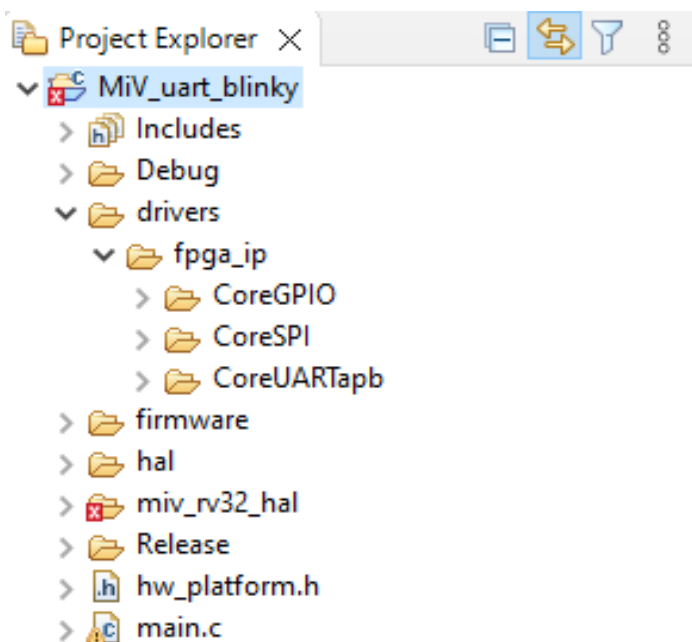 Project Explorer
MiV_uart_blinky
Includes
Debug
drivers
fpga_ip
CoreGPIO
CoreSPI
CoreUARTapb
firmware
hal
miv_rv32_hal
Release
hw_platform.h
main.c